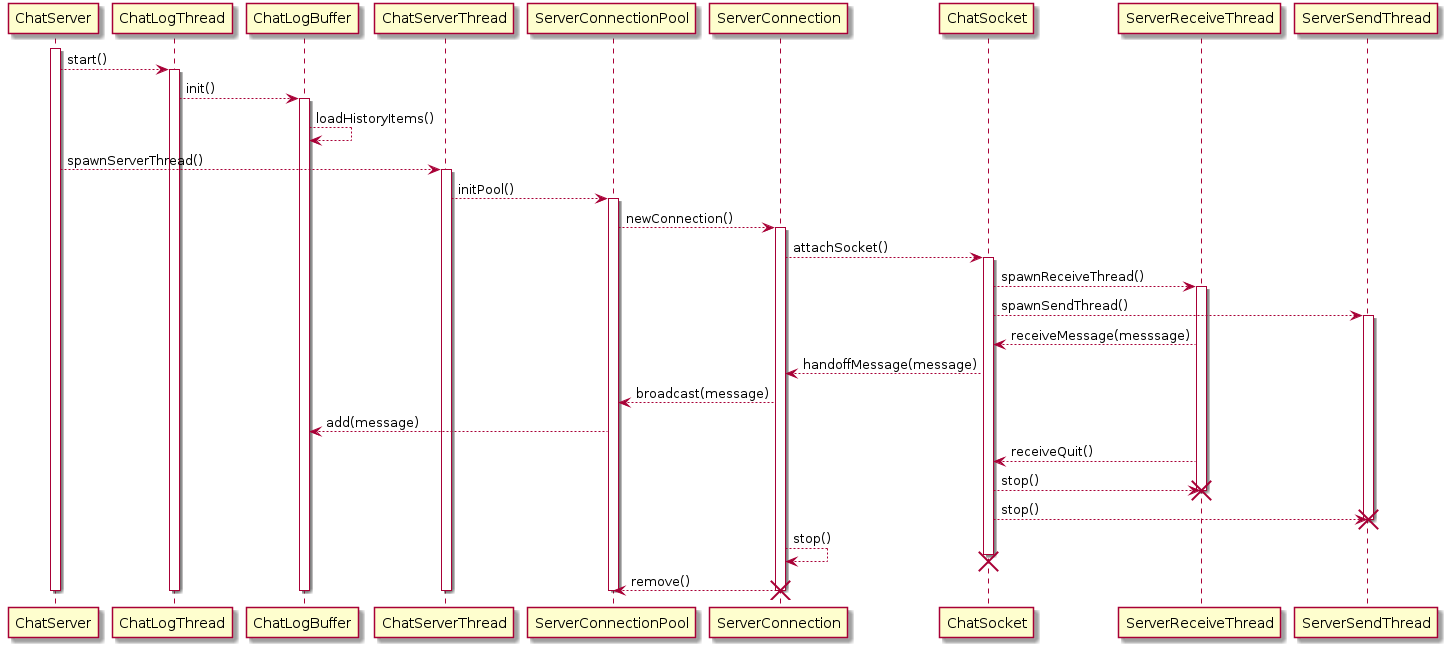 ChatServer ChatLogThread ChatLogBuffer ChatServerThread ServerConnectionPool ServerConnection ChatSocket ServerReceiveThread ServerSendThread
start()
init()
loadHistoryItems()
spawnServerThread()
initPool()
newConnection()
attachSocket()
spawnReceiveThread()
spawnSendThread()
receiveMessage(messsage)
handoffMessage(message)
broadcast(message)
add(message)
receiveQuit()
stop()
stop()
stop()
remove()
ChatServer ChatLogThread ChatLogBuffer ChatServerThread ServerConnectionPool ServerConnection ChatSocket ServerReceiveThread ServerSendThread